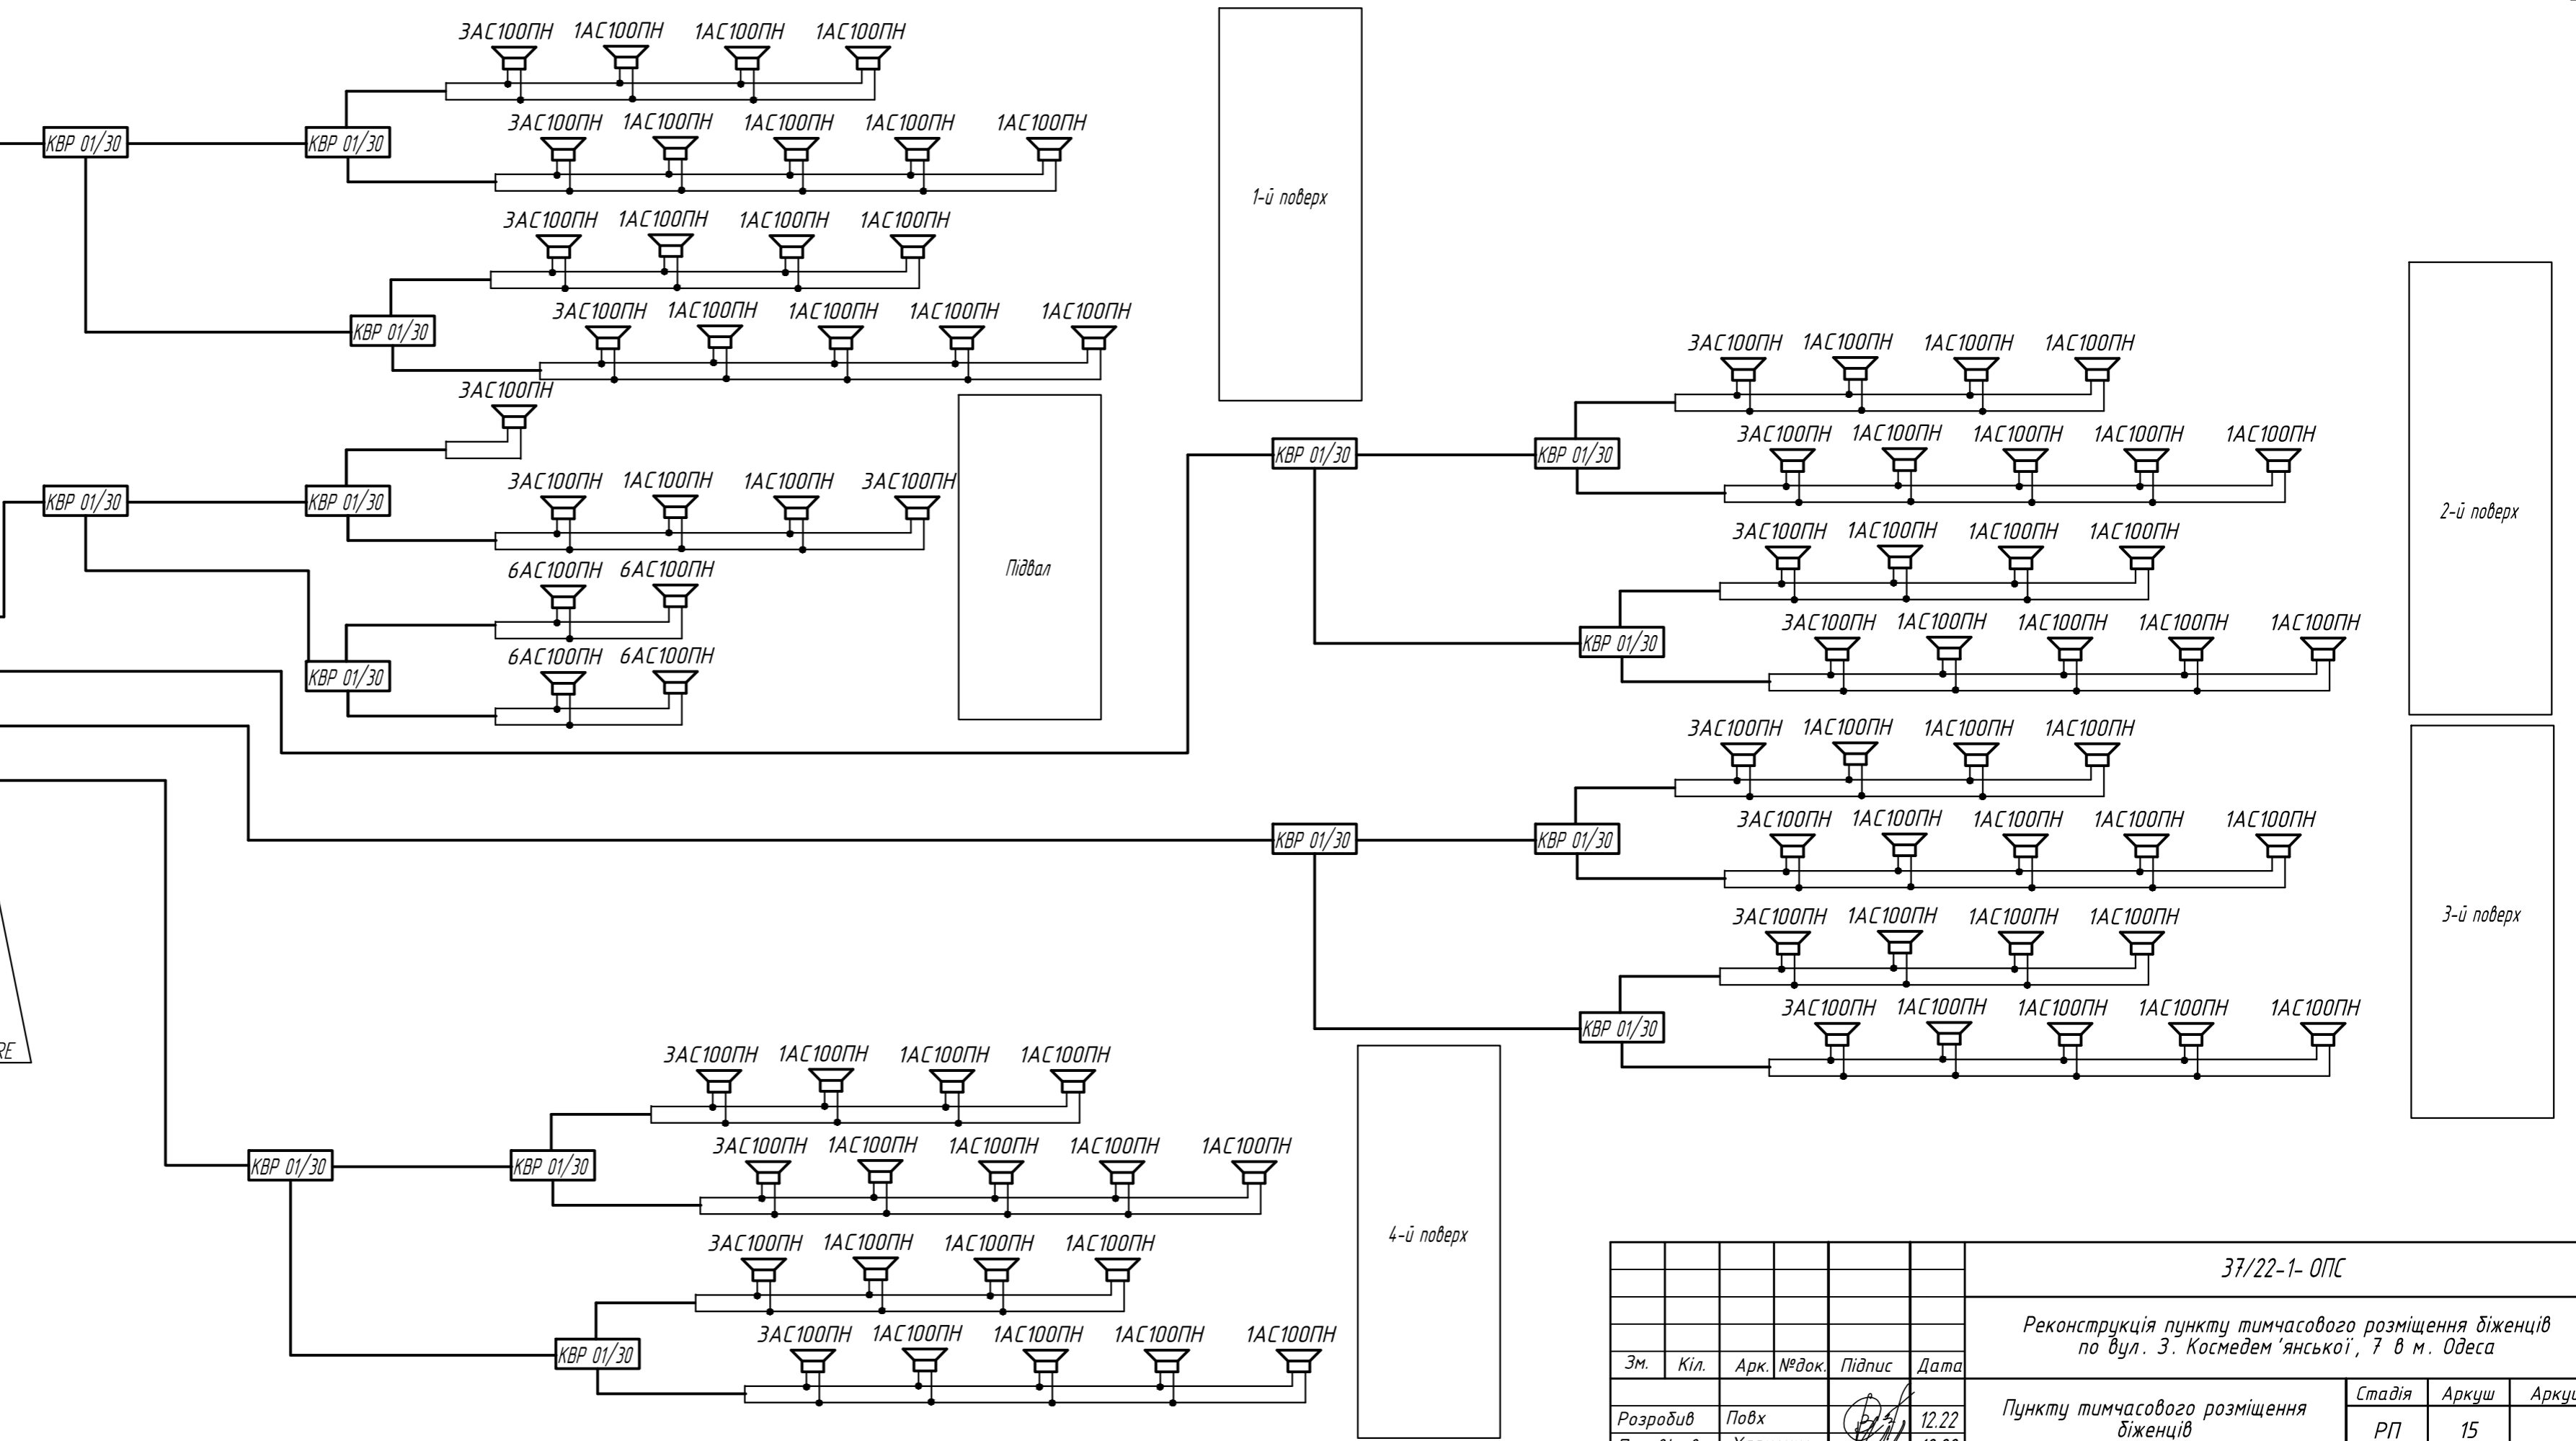 3АС100ПН 1АС100ПН 1АС100ПН 1АС100ПН
КВР 01/30 КВР 01/30
3АС100ПН 1АС100ПН 1АС100ПН 1АС100ПН 1АС100ПН
3АС100ПН 1АС100ПН 1АС100ПН 1АС100ПН
КВР 01/30
3АС100ПН 1АС100ПН 1АС100ПН 1АС100ПН 1АС100ПН
1-й поверх
3АС100ПН
КВР 01/30 КВР 01/30
3АС100ПН 1АС100ПН 1АС100ПН 3АС100ПН
6АС100ПН 6АС100ПН
КВР 01/30
6АС100ПН 6АС100ПН
Підвал
3АС100ПН 1АС100ПН 1АС100ПН 1АС100ПН
КВР 01/30 КВР 01/30
3АС100ПН 1АС100ПН 1АС100ПН 1АС100ПН 1АС100ПН
3АС100ПН 1АС100ПН 1АС100ПН 1АС100ПН
КВР 01/30
3АС100ПН 1АС100ПН 1АС100ПН 1АС100ПН 1АС100ПН
2-й поверх
3АС100ПН 1АС100ПН 1АС100ПН 1АС100ПН
КВР 01/30 КВР 01/30
3АС100ПН 1АС100ПН 1АС100ПН 1АС100ПН 1АС100ПН
3АС100ПН 1АС100ПН 1АС100ПН 1АС100ПН
КВР 01/30
3АС100ПН 1АС100ПН 1АС100ПН 1АС100ПН 1АС100ПН
3-й поверх
RE
3АС100ПН 1АС100ПН 1АС100ПН 1АС100ПН
КВР 01/30 КВР 01/30
3АС100ПН 1АС100ПН 1АС100ПН 1АС100ПН 1АС100ПН
3АС100ПН 1АС100ПН 1АС100ПН 1АС100ПН
КВР 01/30
3АС100ПН 1АС100ПН 1АС100ПН 1АС100ПН 1АС100ПН
4-й поверх
37/22-1- ОПС
Реконструкція пункту тимчасового розміщення біженців
по вул. З. Космедем'янської, 7 в м. Одеса
Зм. Кіл. Арк. №док. Підпис Дата
Розробив Повх 12.22
Пункту тимчасового розміщення
біженців
Стадія Аркуш
РП 15